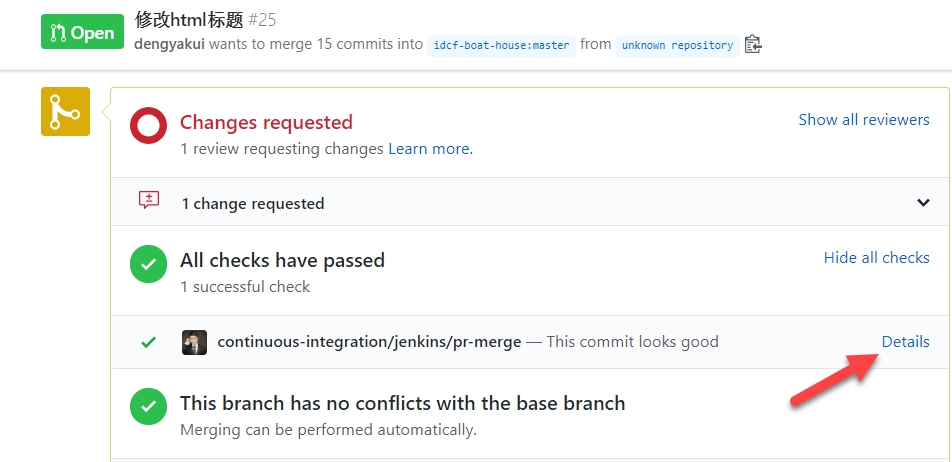 Open
修改html标题 #25
dengyakui wants to merge 15 commits into idcf-boat-house:master from unknown repository
Changes requested
Show all reviewers
1 review requesting changes Learn more.
1 change requested
All checks have passed
Hide all checks
1 successful check
continuous-integration/jenkins/pr-merge — This commit looks good
Details
This branch has no conflicts with the base branch
Merging can be performed automatically.